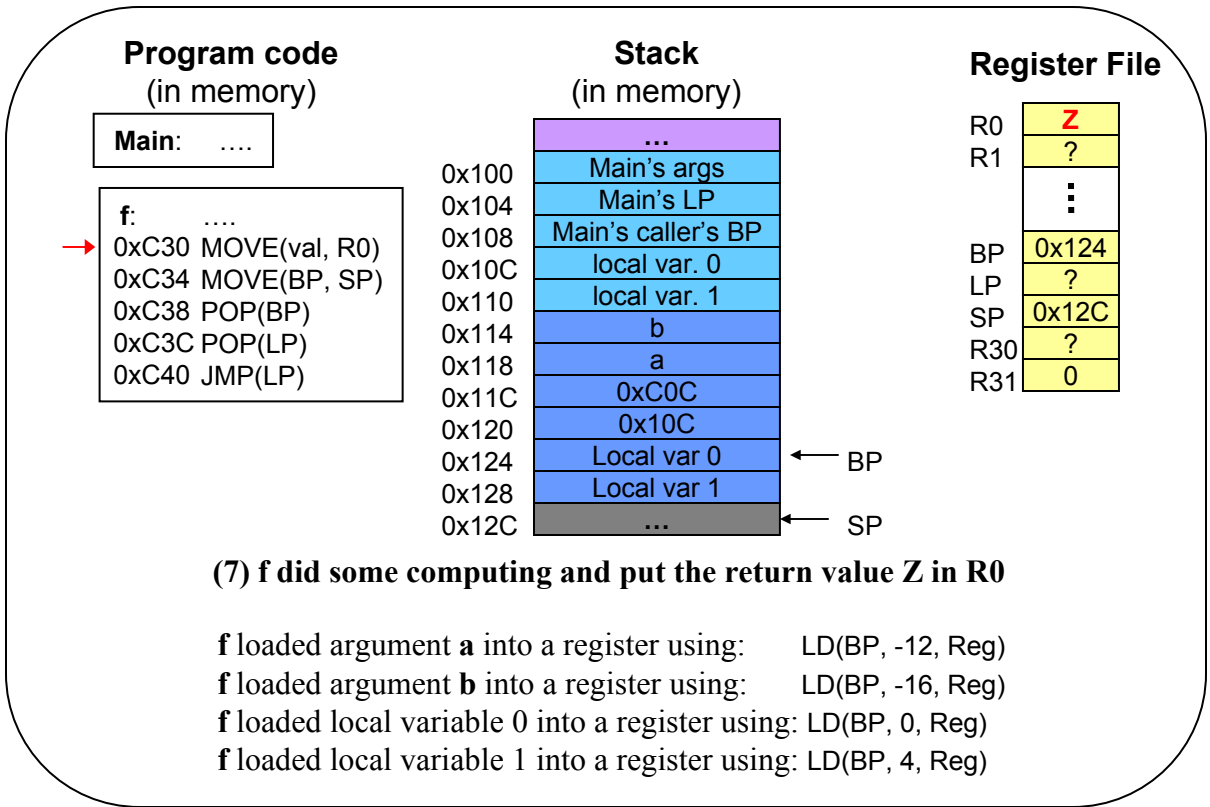 Program code
(in memory)
Main: ....
f: ....
0xC30 MOVE(val, R0)
0xC34 MOVE(BP, SP)
0xC38 POP(BP)
0xC3C POP(LP)
0xC40 JMP(LP)
Stack
(in memory)
...
0x100 Main's args
0x104 Main's LP
0x108 Main's caller's BP
0x10C local var. 0
0x110 local var. 1
0x114 b
0x118 a
0x11C 0xC0C
0x120 0x10C
0x124 Local var 0 BP
0x128 Local var 1
0x12C ... SP
Register File
R0 Z
R1 ?
⋮
BP 0x124
LP ?
SP 0x12C
R30 ?
R31 0
(7) f did some computing and put the return value Z in R0
f loaded argument a into a register using: LD(BP, -12, Reg)
f loaded argument b into a register using: LD(BP, -16, Reg)
f loaded local variable 0 into a register using: LD(BP, 0, Reg)
f loaded local variable 1 into a register using: LD(BP, 4, Reg)